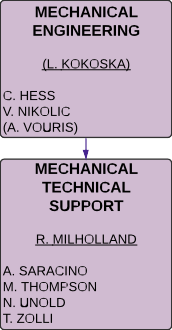 MECHANICAL
ENGINEERING
(L. KOKOSKA)
C. HESS
V. NIKOLIC
(A. VOURIS)
MECHANICAL
TECHNICAL
SUPPORT
R. MILHOLLAND
A. SARACINO
M. THOMPSON
N. UNOLD
T. ZOLLI